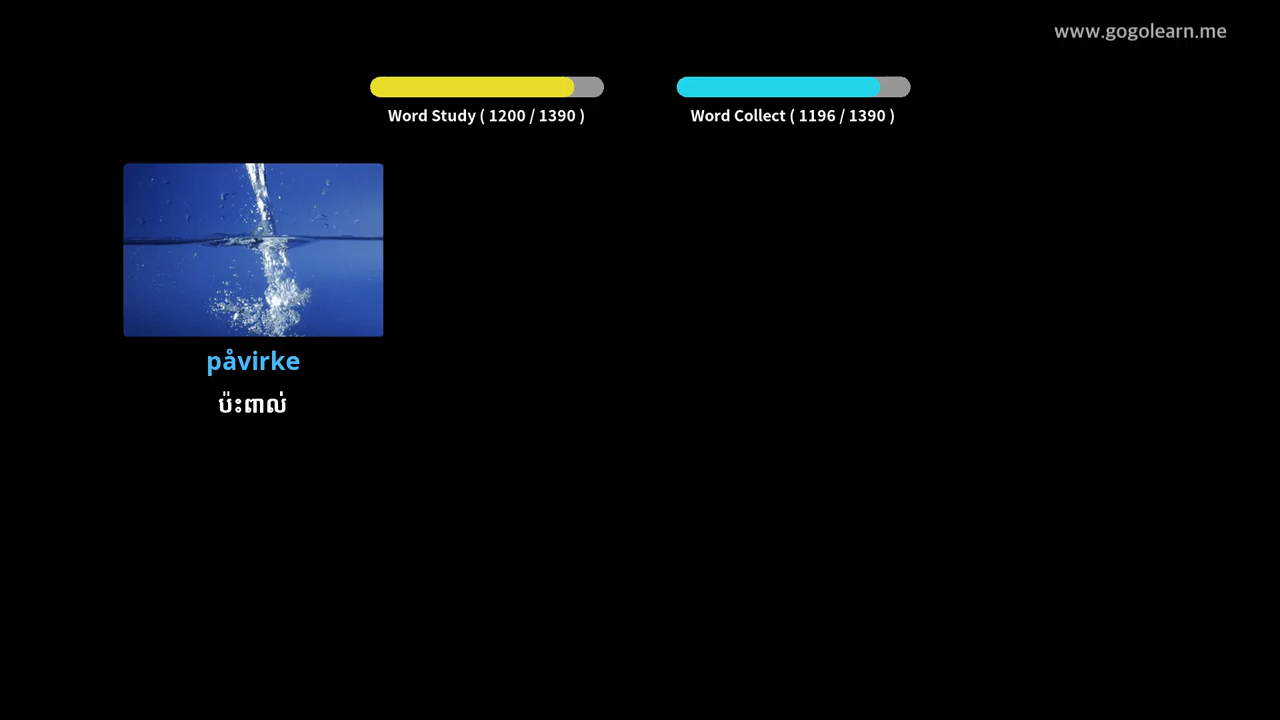 www.gogolearn.me
Word Study ( 1200 / 1390 )
Word Collect ( 1196 / 1390 )
påvirke
ប៉ះពាល់